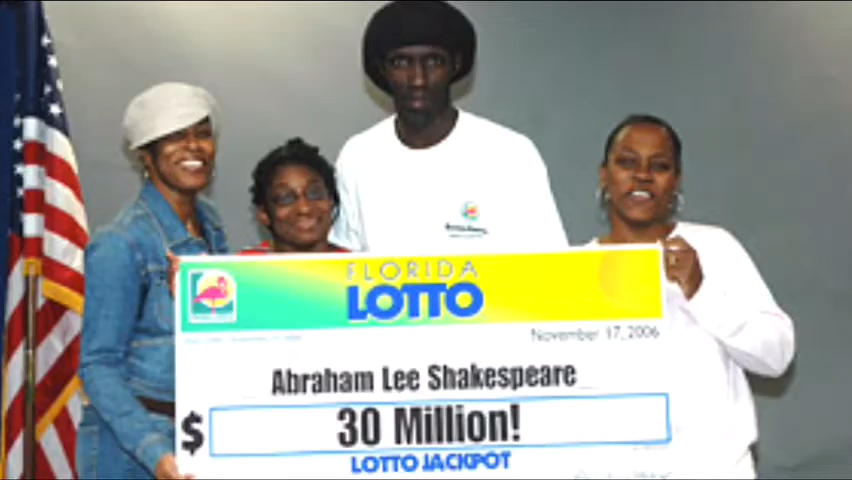 FLORIDA
LOTTO
November 17, 2006
Abraham Lee Shakespeare
$ 30 Million!
LOTTO JACKPOT